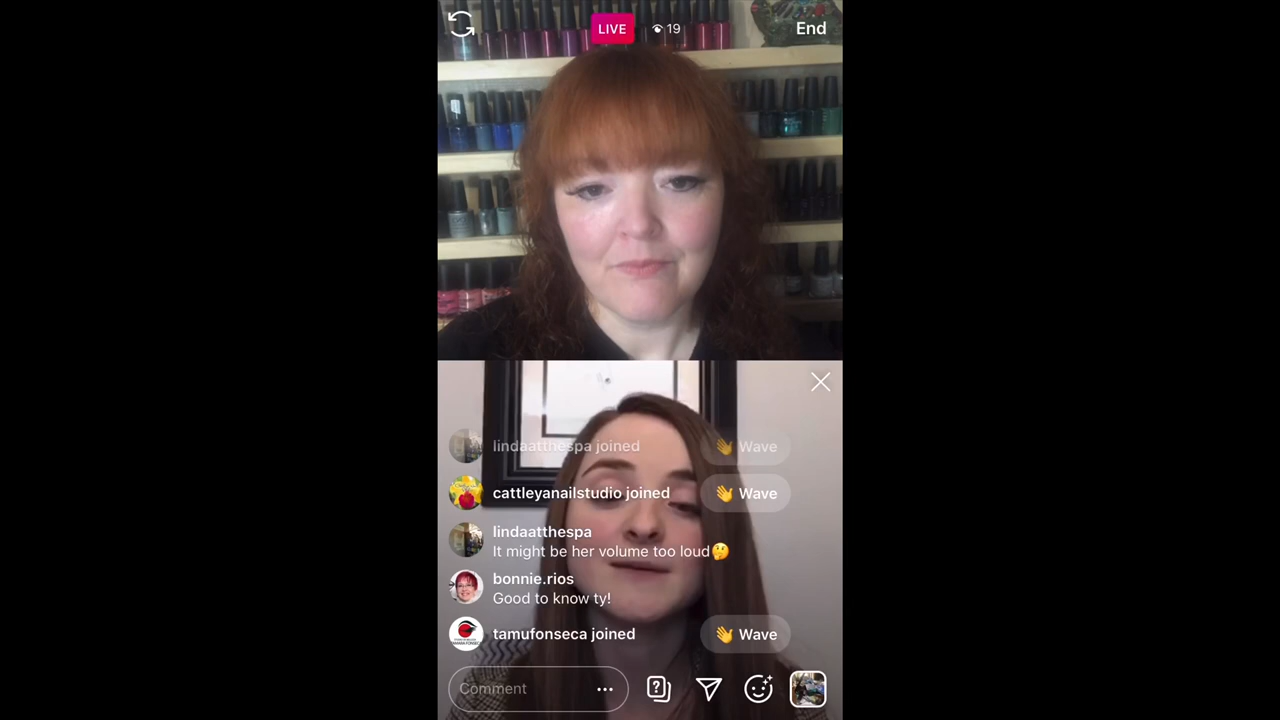 LIVE
19
End
lindaatthespa joined
Wave
cattleyanailstudio joined
Wave
lindaatthespa
It might be her volume too loud🤔
bonnie.rios
Good to know ty!
tamufonseca joined
Wave
Comment